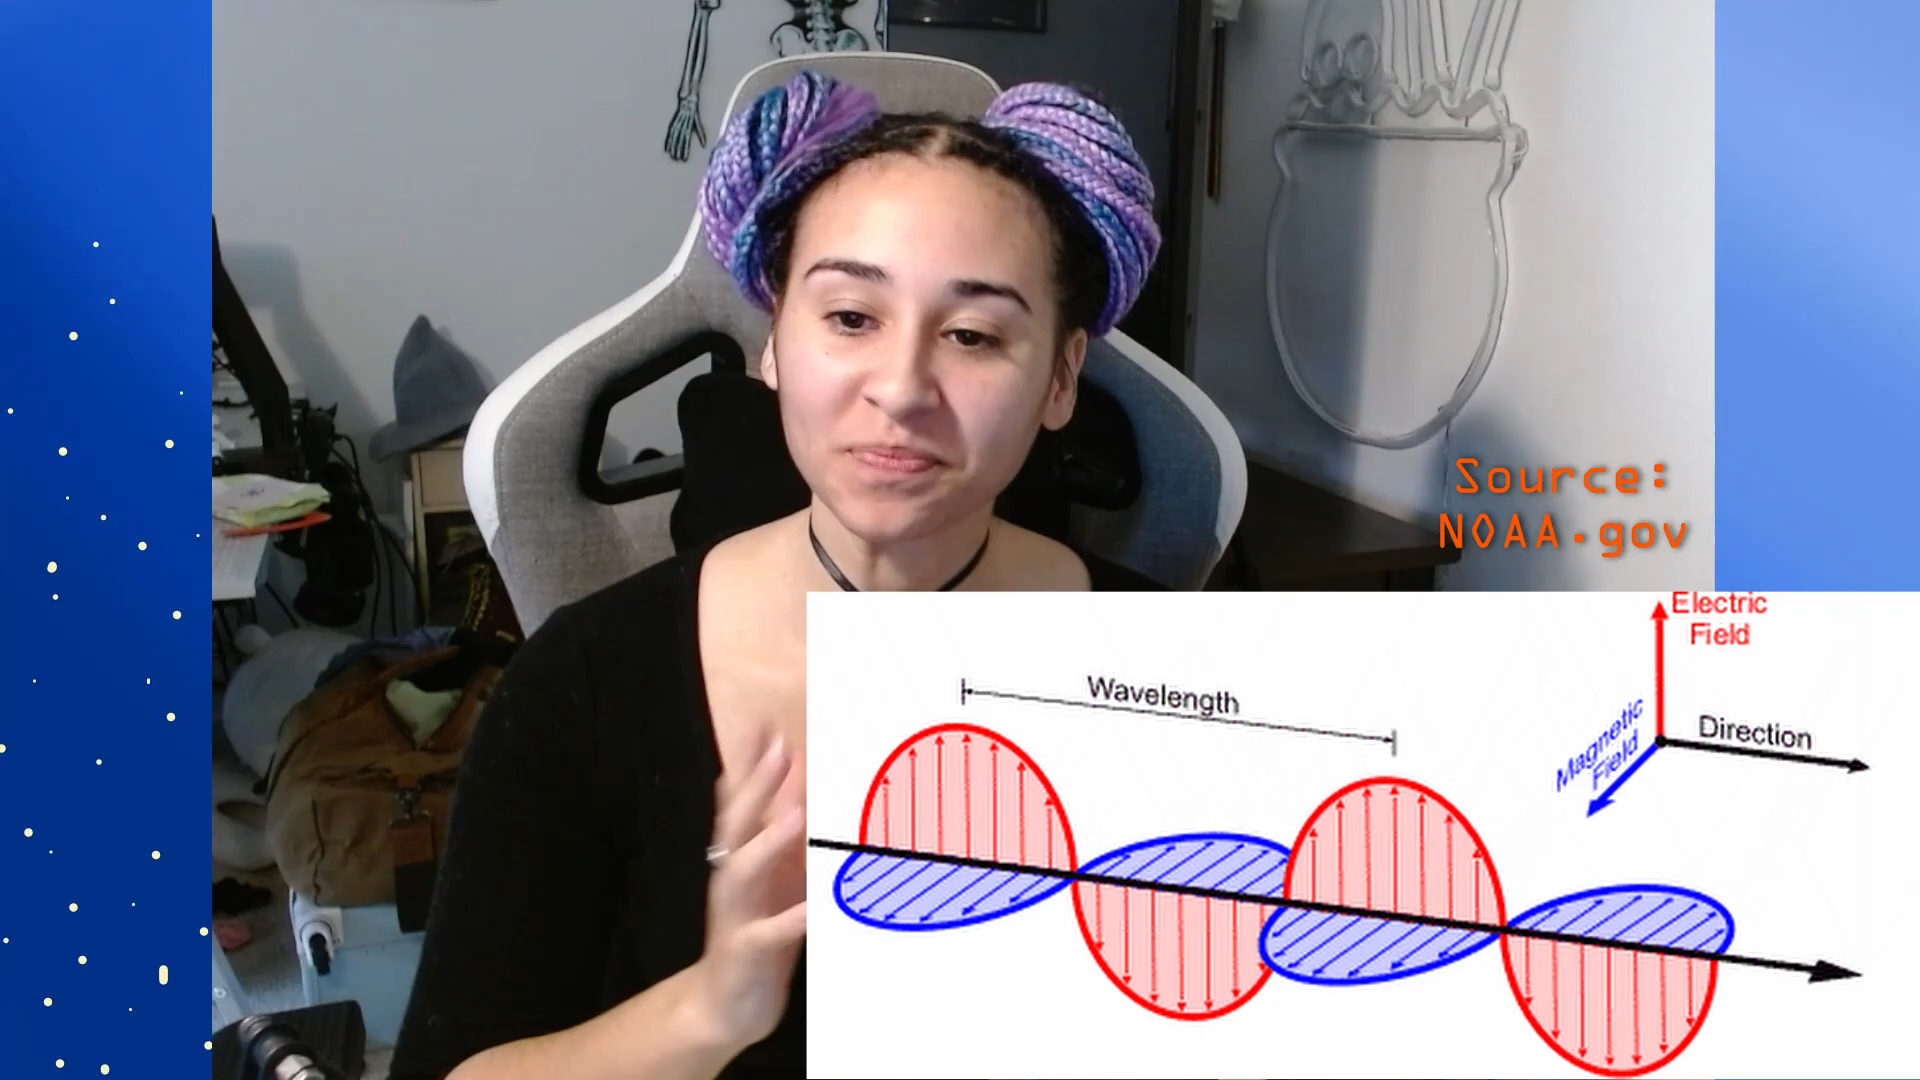 Source:
NOAA.gov
Electric
Field
Wavelength
Magnetic
Field
Direction